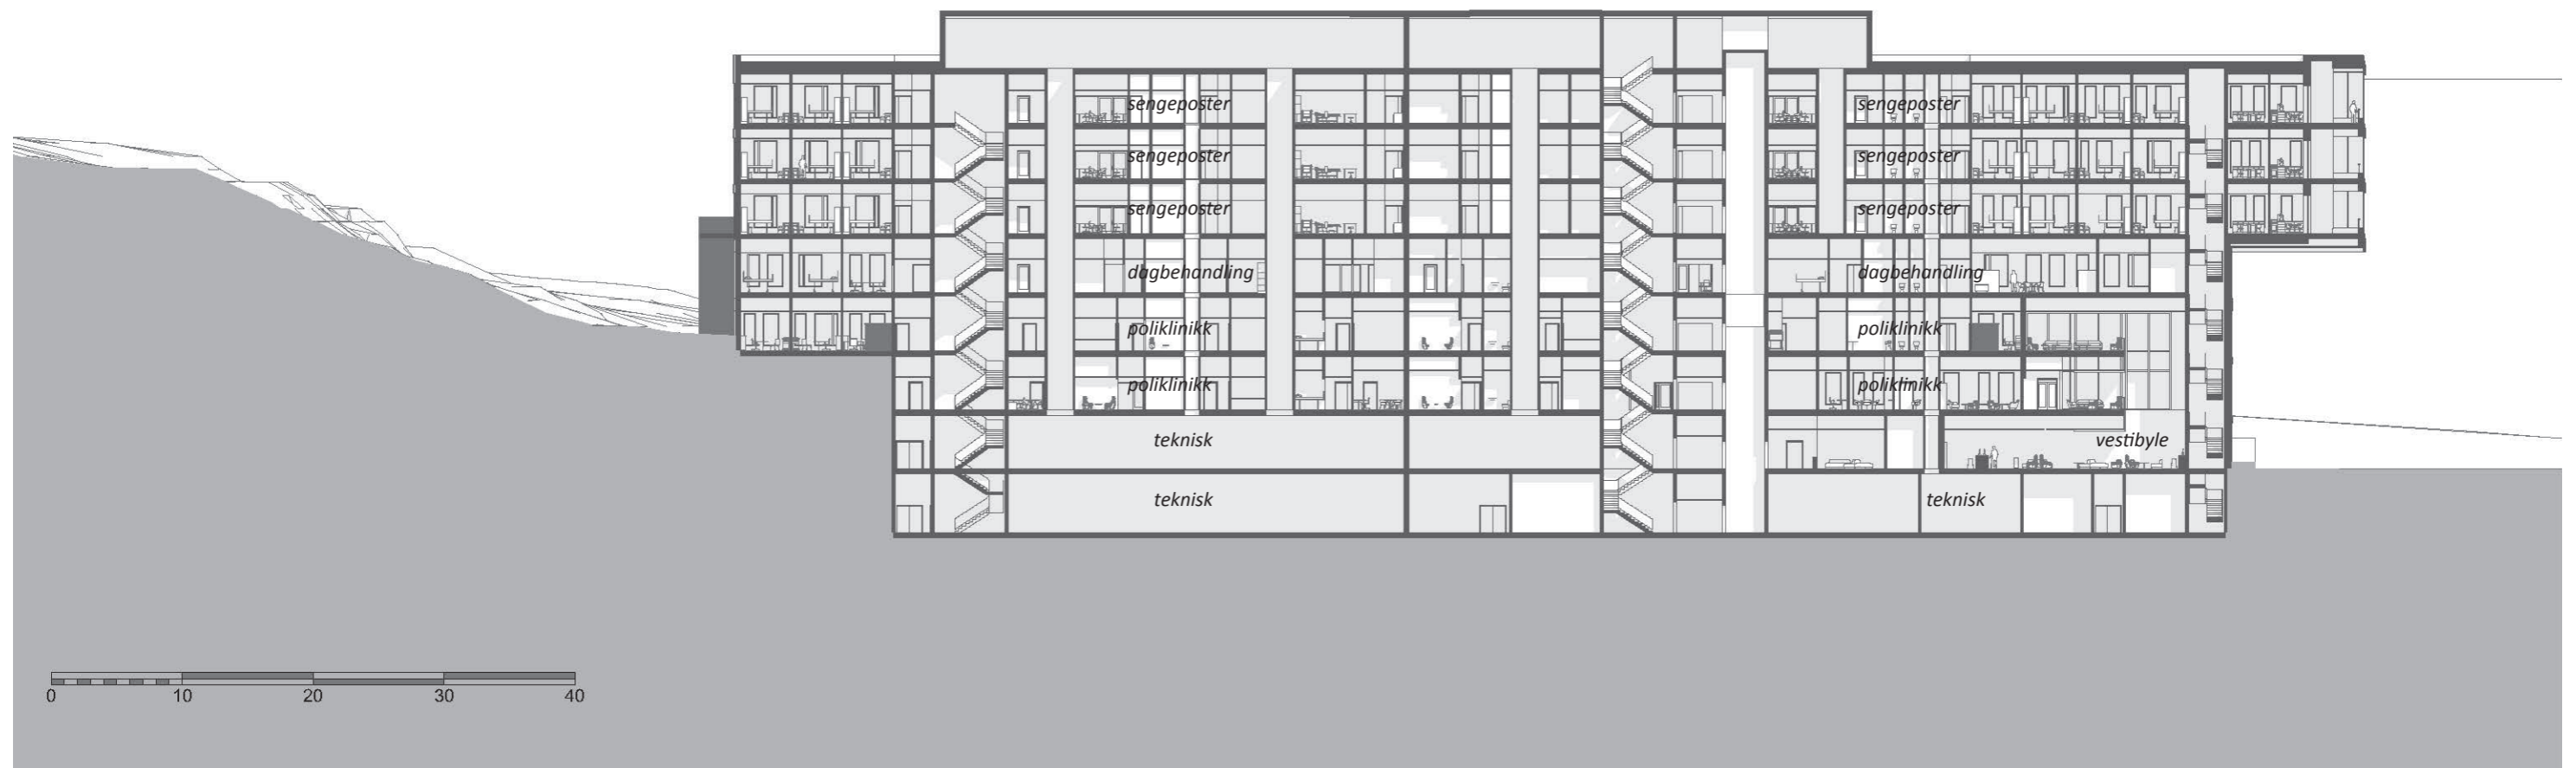 sengeposter sengeposter
sengeposter sengeposter
sengeposter sengeposter
dagbehandling dagbehandling
poliklinikk poliklinikk
poliklinikk poliklinikk
teknisk vestibyle
teknisk teknisk
0 10 20 30 40